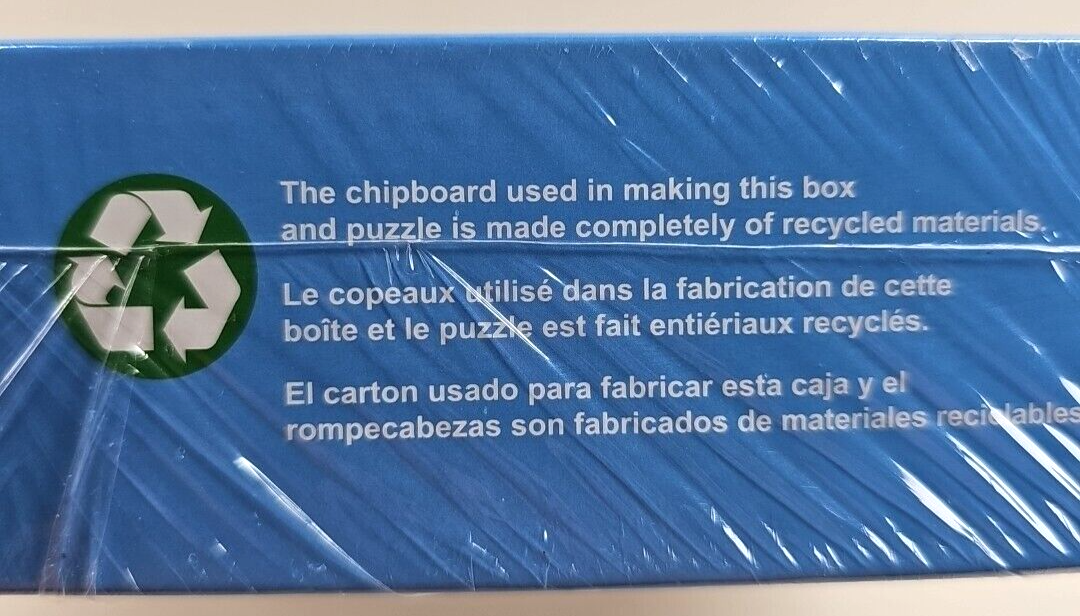 The chipboard used in making this box
and puzzle is made completely of recycled materials.
Le copeaux utilisé dans la fabrication de cette
boîte et le puzzle est fait entiériaux recyclés.
El carton usado para fabricar esta caja y el
rompecabezas son fabricados de materiales reciclables